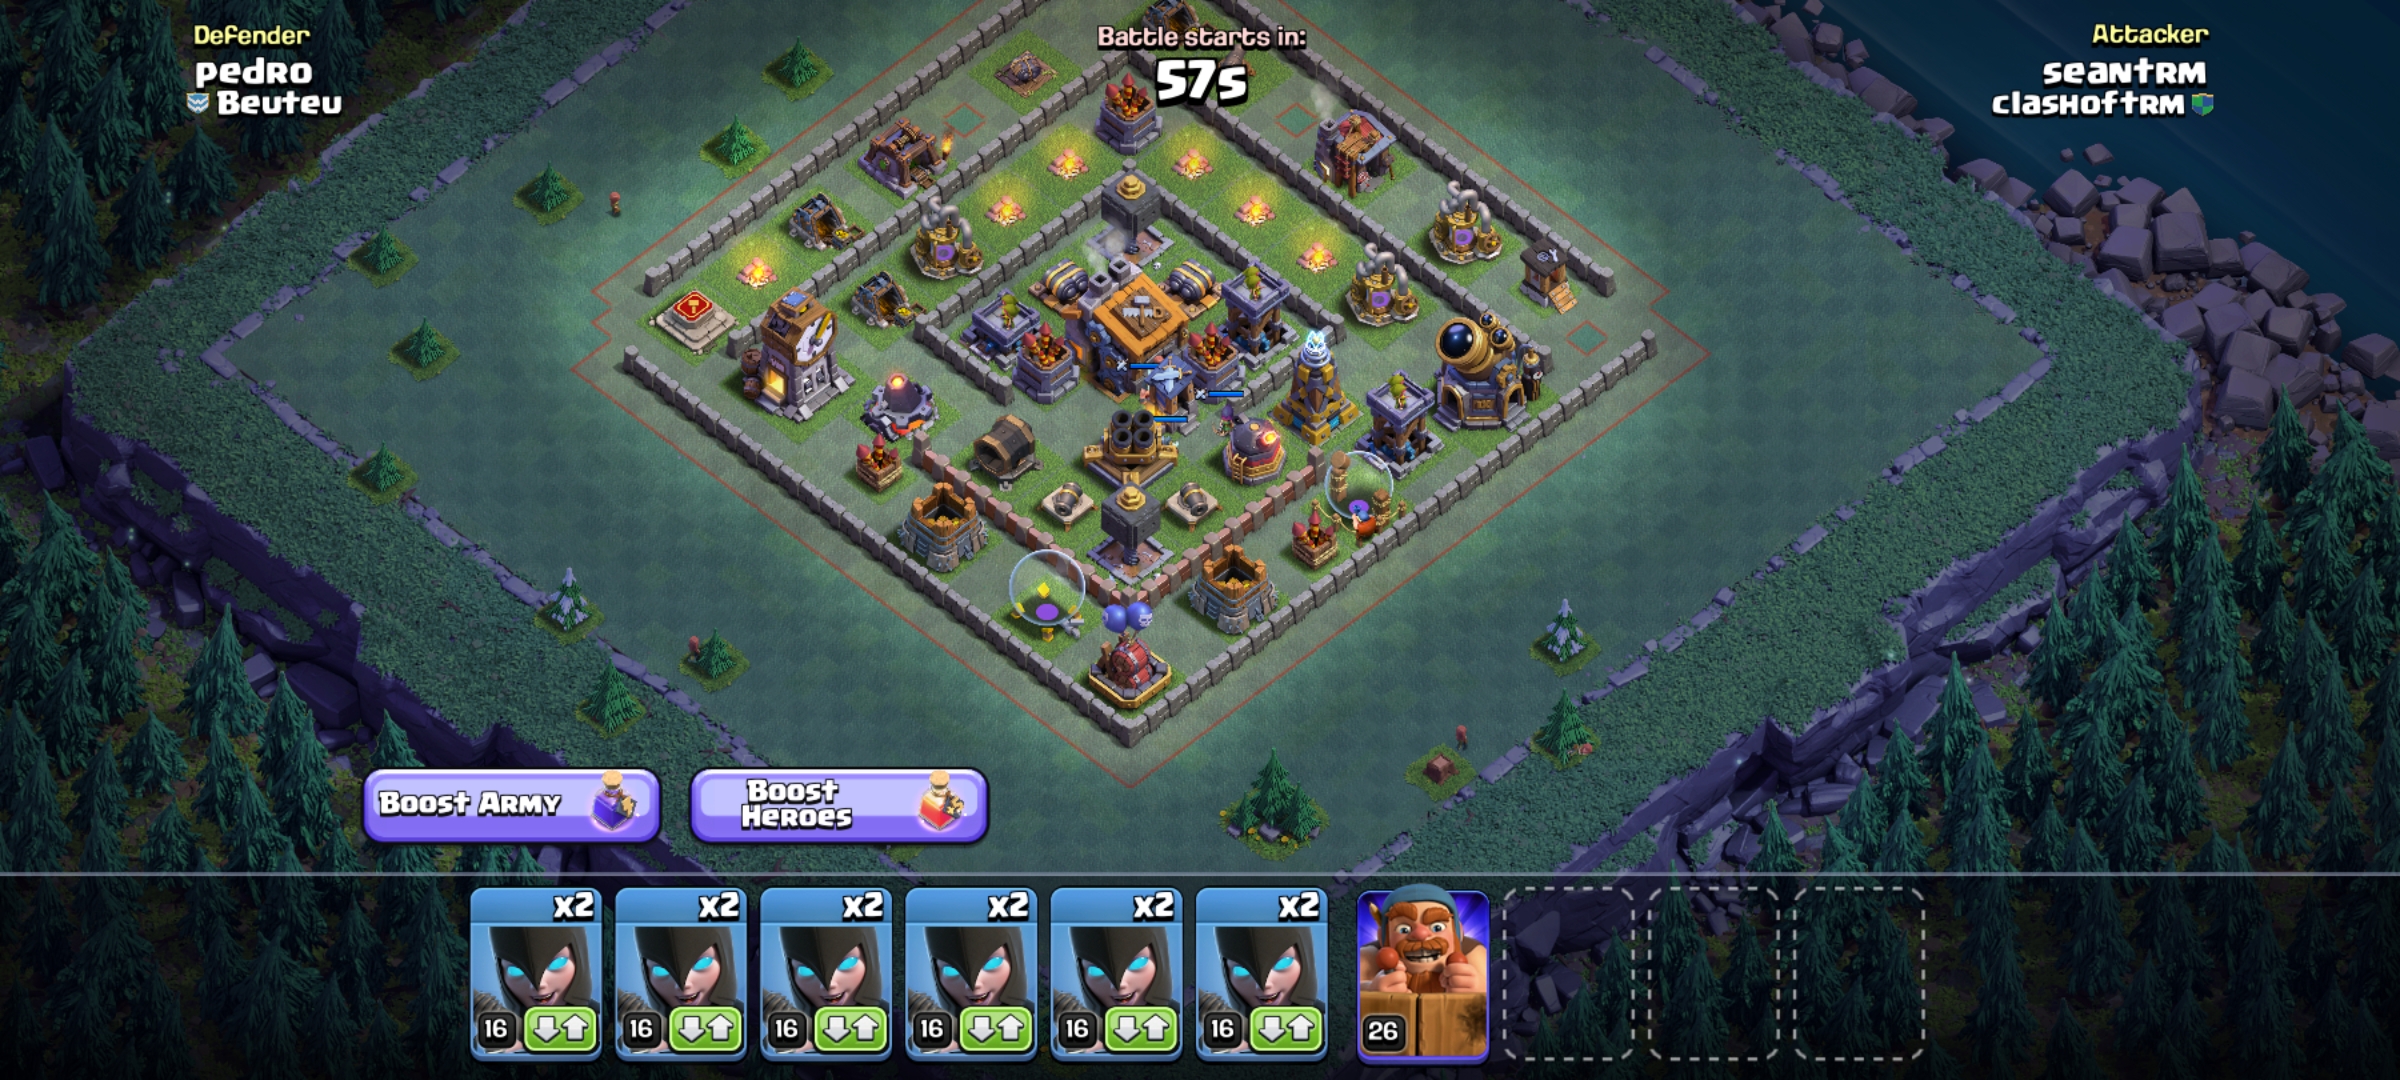 Defender
pedro
Beuteu
Battle starts in:
57s
Attacker
seantrm
clashoftrm
Boost Army
Boost
Heroes
x2
x2
x2
x2
x2
x2
16
16
16
16
16
16
26